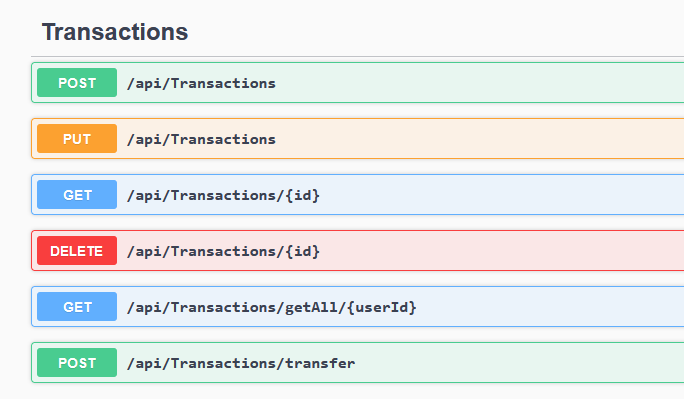 Transactions
POST /api/Transactions
PUT /api/Transactions
GET /api/Transactions/{id}
DELETE /api/Transactions/{id}
GET /api/Transactions/getAll/{userId}
POST /api/Transactions/transfer